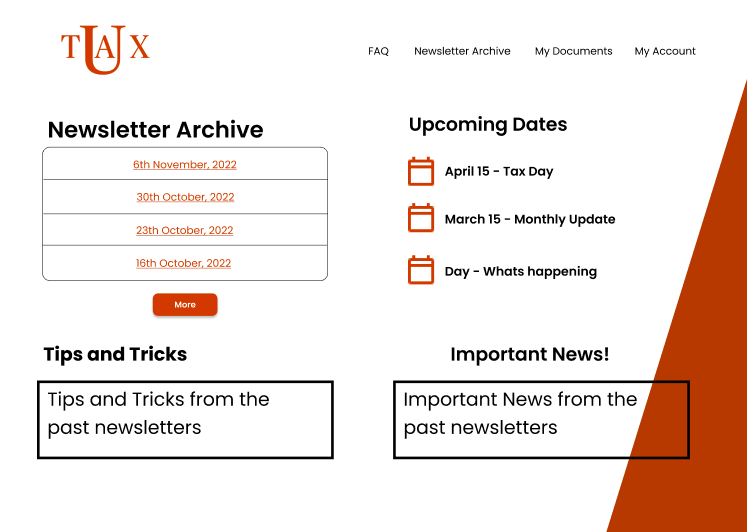 TUAX
FAQ
Newsletter Archive
My Documents
My Account
Newsletter Archive
6th November, 2022
30th October, 2022
23th October, 2022
16th October, 2022
More
Upcoming Dates
April 15 - Tax Day
March 15 - Monthly Update
Day - Whats happening
Tips and Tricks
Tips and Tricks from the
past newsletters
Important News!
Important News from the
past newsletters